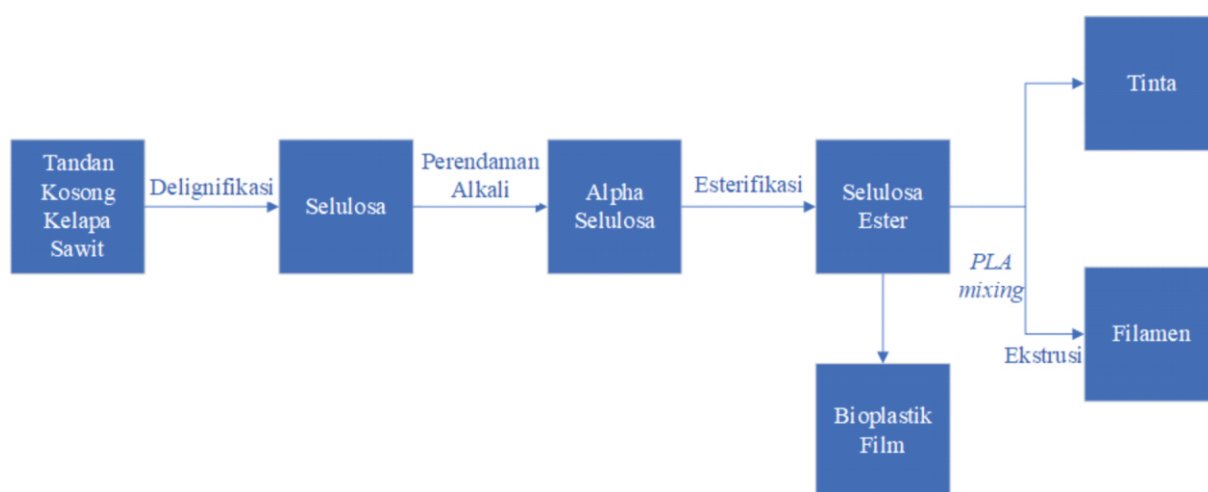 Tandan
Kosong
Kelapa
Sawit
Delignifikasi
Selulosa
Perendaman
Alkali
Alpha
Selulosa
Esterifikasi
Selulosa
Ester
PLA
mixing
Tinta
Ekstrusi
Filamen
Bioplastik
Film